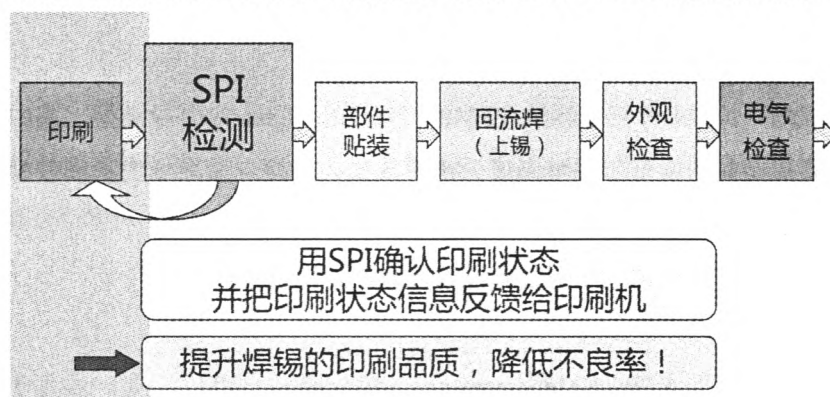 印刷
SPI
检测
部件
贴装
回流焊
（上锡）
外观
检查
电气
检查
用SPI确认印刷状态
并把印刷状态信息反馈给印刷机
提升焊锡的印刷品质，降低不良率！